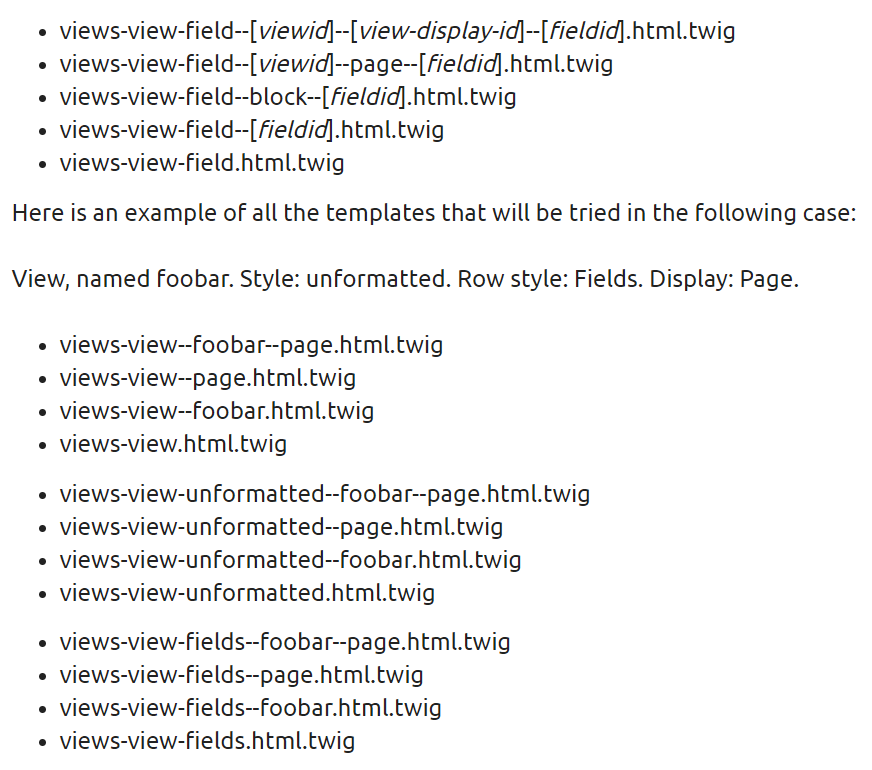 • views-view-field--[viewid]--[view-display-id]--[fieldid].html.twig
• views-view-field--[viewid]--page--[fieldid].html.twig
• views-view-field--block--[fieldid].html.twig
• views-view-field--[fieldid].html.twig
• views-view-field.html.twig
Here is an example of all the templates that will be tried in the following case:
View, named foobar. Style: unformatted. Row style: Fields. Display: Page.
• views-view--foobar--page.html.twig
• views-view--page.html.twig
• views-view--foobar.html.twig
• views-view.html.twig
• views-view-unformatted--foobar--page.html.twig
• views-view-unformatted--page.html.twig
• views-view-unformatted--foobar.html.twig
• views-view-unformatted.html.twig
• views-view-fields--foobar--page.html.twig
• views-view-fields--page.html.twig
• views-view-fields--foobar.html.twig
• views-view-fields.html.twig